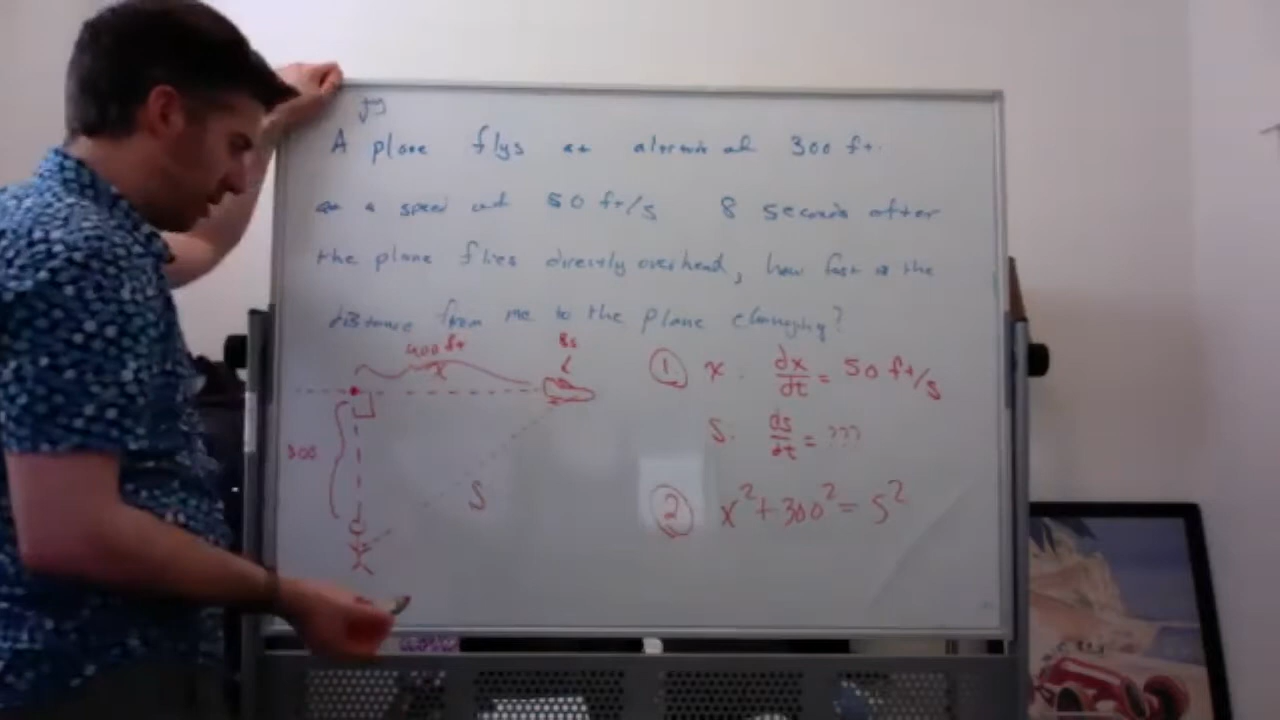 A plane flys at altitude of 300 ft.
at a speed of 50 ft/s 8 seconds after
the plane flies directly overhead, how fast is the
distance from me to the plane changing?
400 ft
x
8s
300
S
① x. dx/dt = 50 ft/s
S. ds/dt = ???
② x²+300²=S²